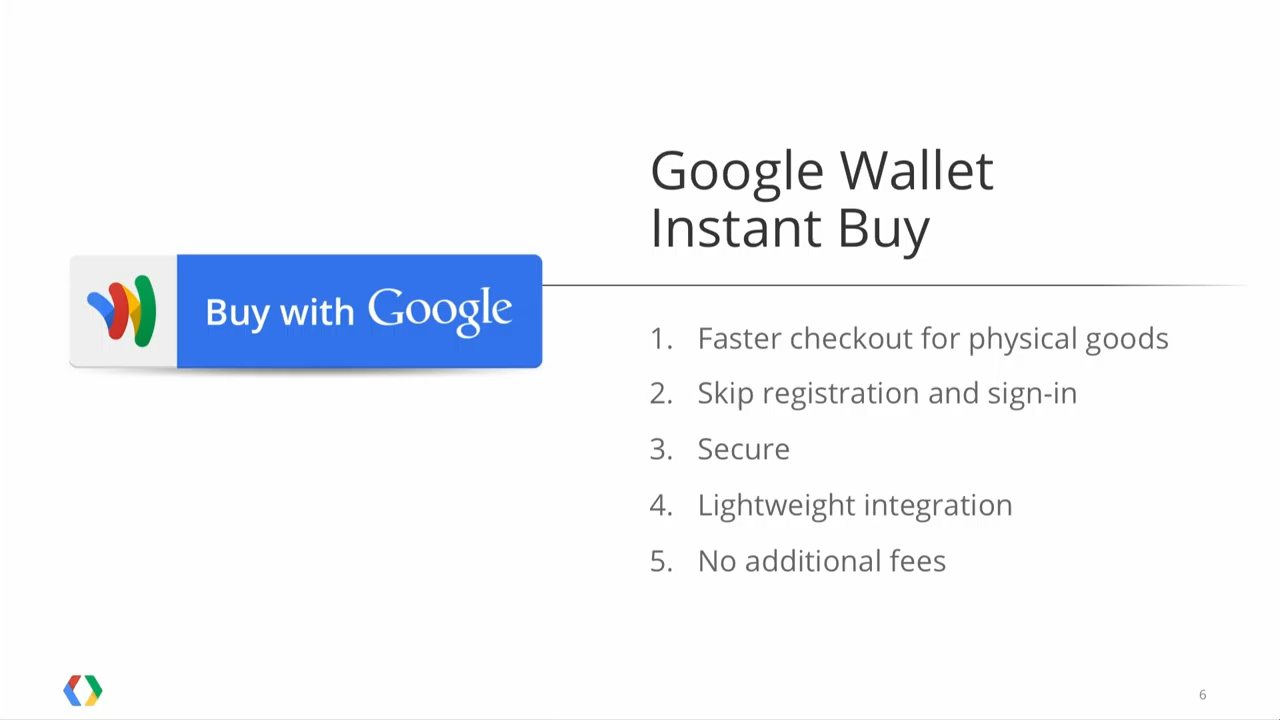 Google Wallet
Instant Buy
Buy with Google
1. Faster checkout for physical goods
2. Skip registration and sign-in
3. Secure
4. Lightweight integration
5. No additional fees
6